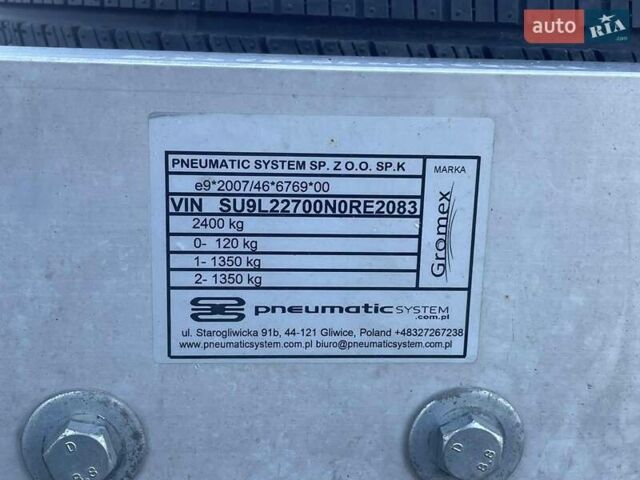 auto RIA .com
PNEUMATIC SYSTEM SP. Z O.O. SP.K
e9*2007/46*6769*00
VIN SU9L22700N0RE2083
2400 kg
0- 120 kg
1- 1350 kg
2- 1350 kg
MARKA
Gromex
pneumatic SYSTEM
.com.pl
ul. Starogliwicka 91b, 44-121 Gliwice, Poland +48327267238
www.pneumaticsystem.com.pl biuro@pneumaticsystem.com.pl
D
8.8
D
8.8